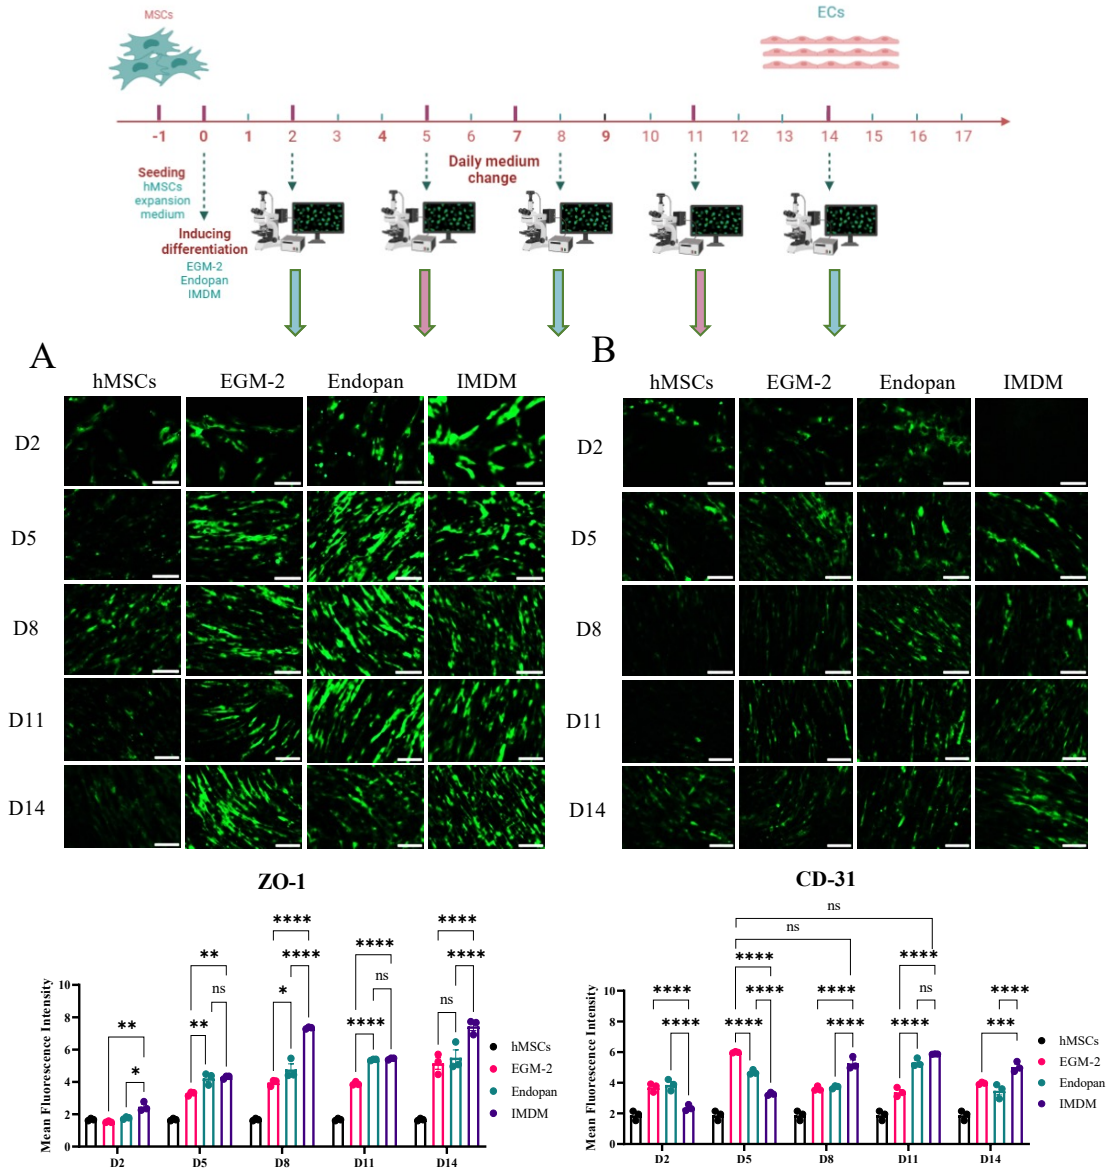 MSCs
ECs
-1 0 1 2 3 4 5 6 7 8 9 10 11 12 13 14 15 16 17
Seeding
hMSCs
expansion
medium
Inducing
differentiation
EGM-2
Endopan
IMDM
Daily medium
change
A
hMSCs EGM-2 Endopan IMDM
D2
D5
D8
D11
D14
B
hMSCs EGM-2 Endopan IMDM
D2
D5
D8
D11
D14
ZO-1
Mean Fluorescence Intensity
10
8
6
4
2
0
**
*
**
**
ns
****
*
****
****
****
ns
****
ns
****
D2 D5 D8 D11 D14
hMSCs
EGM-2
Endopan
IMDM
CD-31
Mean Fluorescence Intensity
10
8
6
4
2
0
ns
ns
****
****
****
****
****
****
****
****
****
ns
****
***
D2 D5 D8 D11 D14
hMSCs
EGM-2
Endopan
IMDM